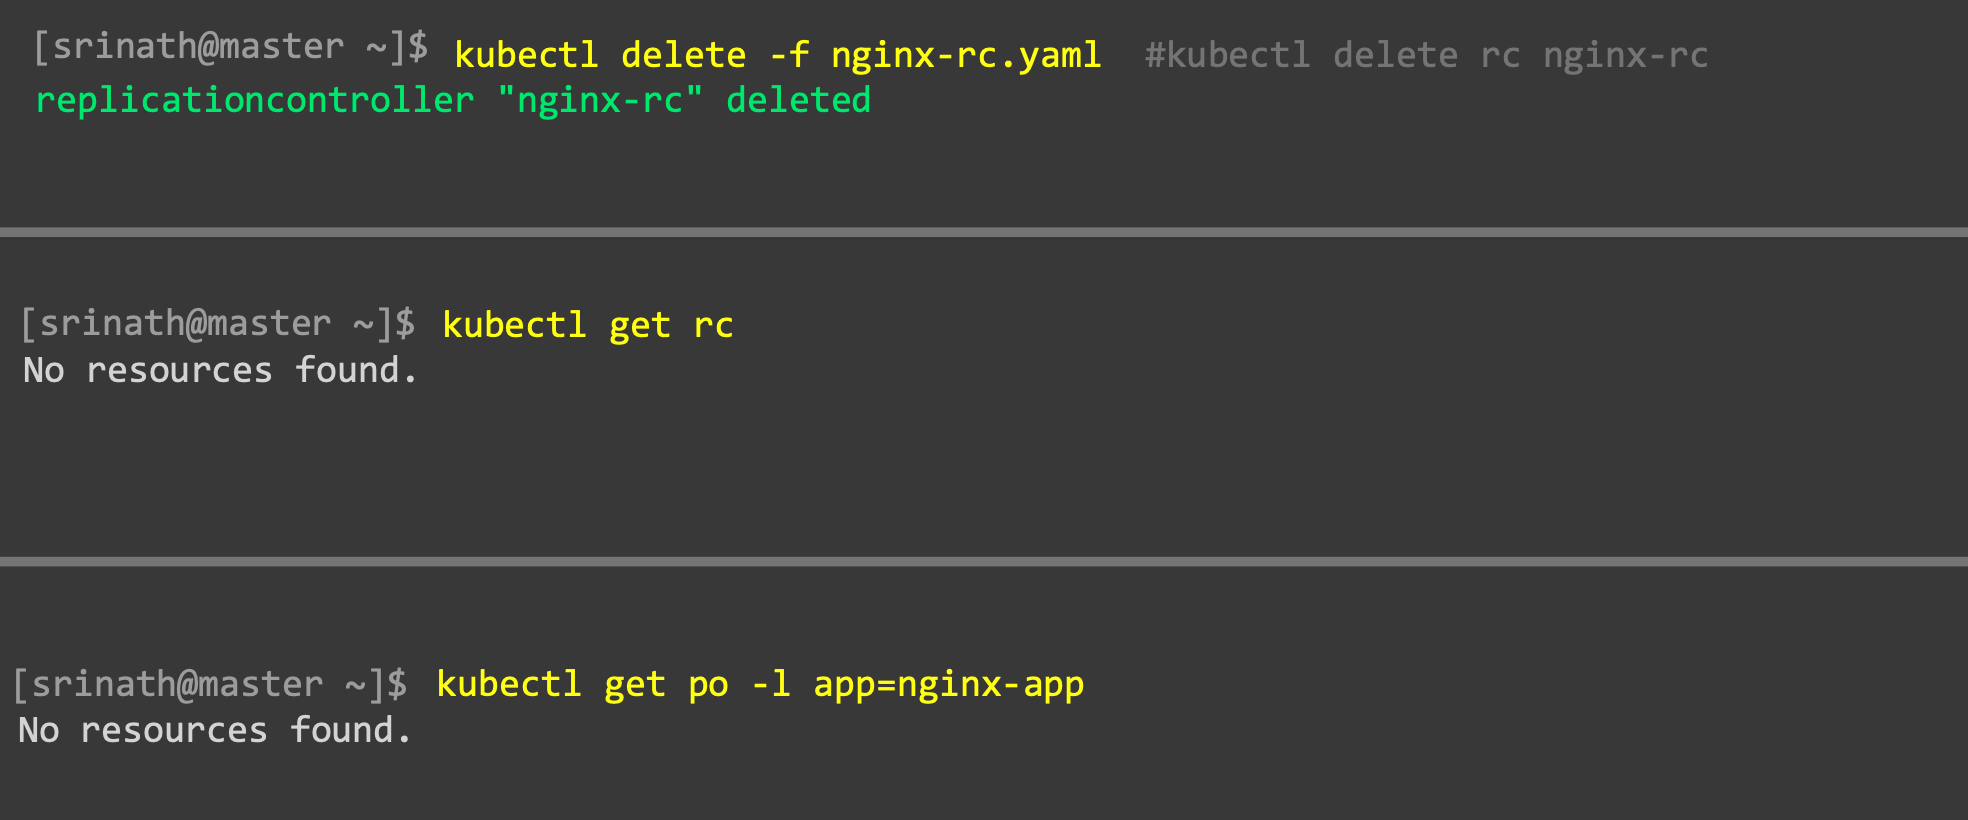 [srinath@master ~]$ kubectl delete -f nginx-rc.yaml #kubectl delete rc nginx-rc
replicationcontroller "nginx-rc" deleted
[srinath@master ~]$ kubectl get rc
No resources found.
[srinath@master ~]$ kubectl get po -l app=nginx-app
No resources found.